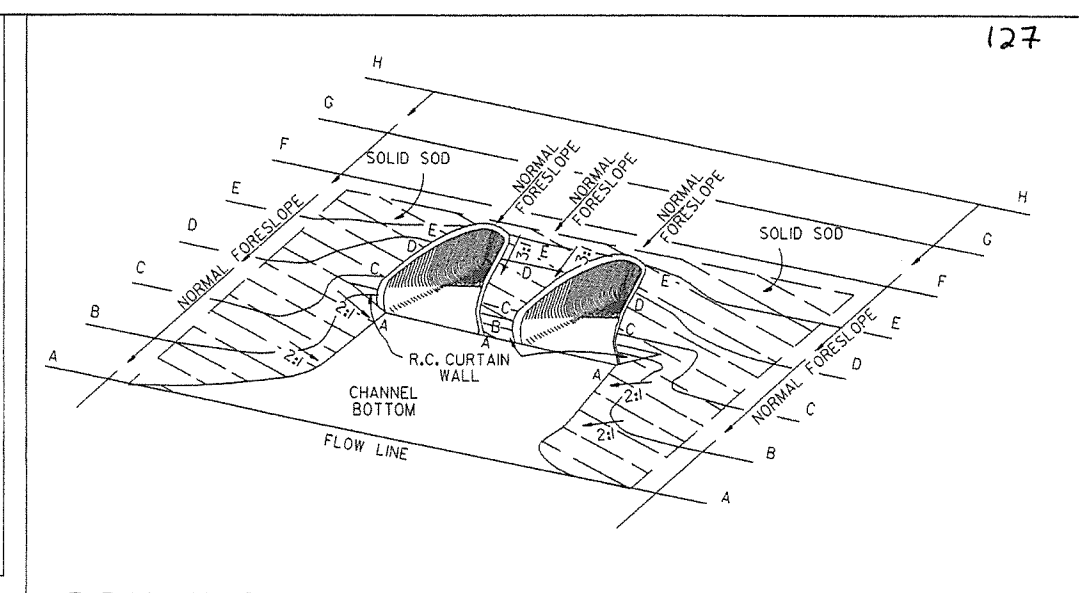 127
H
G
F
SOLID SOD
NORMAL
FORESLOPE
NORMAL
FORESLOPE
NORMAL
FORESLOPE
E
H
D
E
3:1
E
3:1
SOLID SOD
G
D
D
E
C
NORMAL FORESLOPE
C
F
B
2:1
A
C
B
D
C
E
A
A
2:1
R.C. CURTAIN
WALL
A
D
CHANNEL
BOTTOM
2:1
NORMAL FORESLOPE
C
2:1
FLOW LINE
B
A